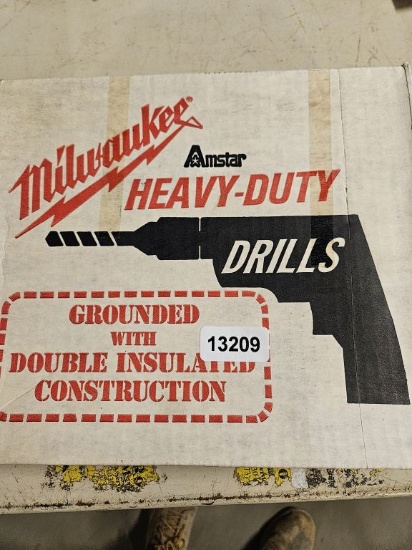 Milwaukee
Amstar
HEAVY-DUTY
DRILLS
GROUNDED
WITH
DOUBLE INSULATED
CONSTRUCTION
13209